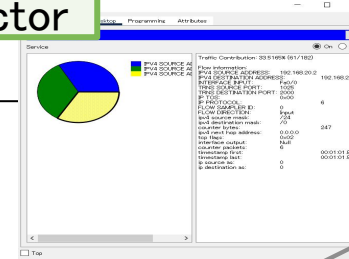 ctor
sktop Programming Attributes
Service
On
IPV4 SOURCE AD
IPV4 SOURCE AD
IPV4 SOURCE AD
Traffic Contribution: 33.5165% (61/182)
Flow information:
IPV4 SOURCE ADDRESS: 192.168.20.2
IPV4 DESTINATION ADDRESS: 192.168.2
INTERFACE INPUT: Fa0/0
TRNS SOURCE PORT: 1025
TRNS DESTINATION PORT: 2000
IP TOS: 0x00
IP PROTOCOL: 6
FLOW SAMPLER ID: 0
FLOW DIRECTION: Input
ipv4 source mask: /24
ipv4 destination mask: /0
counter bytes: 247
ipv4 next hop address: 0.0.0.0
tcp flags: 0x02
interface output: Null
counter packets: 6
timestamp first: 00:01:01.
timestamp last: 00:01:01.
ip source as: 0
ip destination as: 0
Top